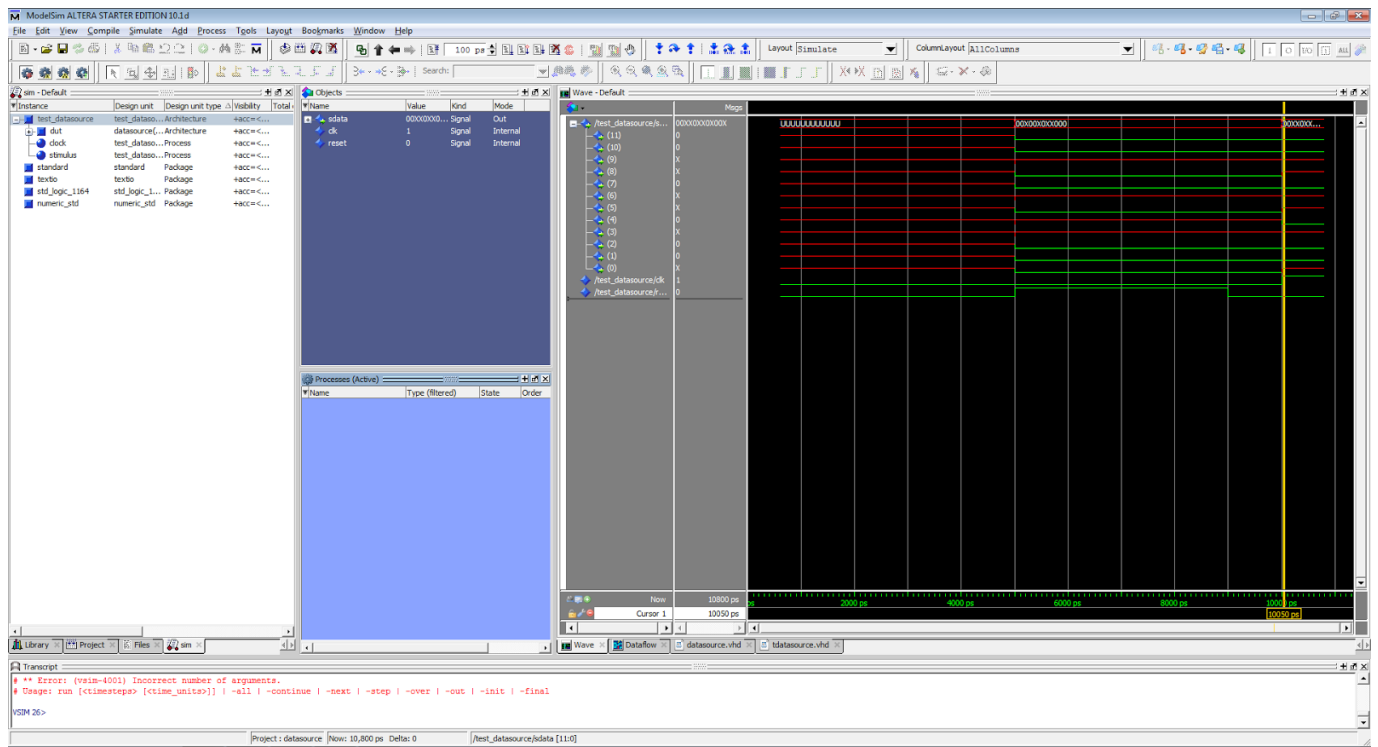 ModelSim ALTERA STARTER EDITION 10.1d
File Edit View Compile Simulate Add Process Tools Layout Bookmarks Window Help
100 ps
Layout Simulate
ColumnLayout AllColumns
Search:
sim - Default
Instance Design unit Design unit type Visibility Total
test_datasource test_dataso... Architecture +acc=<...
dut datasource(... Architecture +acc=<...
clock test_dataso... Process +acc=<...
stimulus test_dataso... Process +acc=<...
standard standard Package +acc=<...
textio textio Package +acc=<...
std_logic_1164 std_logic_1... Package +acc=<...
numeric_std numeric_std Package +acc=<...
Objects
Name Value Kind Mode
sdata 00XX0XX0... Signal Out
clk 1 Signal Internal
reset 0 Signal Internal
Processes (Active)
Name Type (filtered) State Order
Wave - Default
Msgs
/test_datasource/s... 00XX0XX0X00X UUUUUUUUUUUU 00X00X0XX000
(11) 0
(10) 0
(9) X
(8) X
(7) 0
(6) X
(5) X
(4) 0
(3) X
(2) 0
(1) 0
(0) X
/test_datasource/clk 1
/test_datasource/r... 0
Now 10800 ps 2000 ps 4000 ps 6000 ps 8000 ps
Cursor 1 10050 ps 10050 ps
Library Project Files sim
Wave Dataflow datasource.vhd tdatasource.vhd
Transcript
# ** Error: (vsim-4001) Incorrect number of arguments.
# Usage: run [<timesteps> [<time_units>]] | -all | -continue | -next | -step | -over | -out | -init | -final
VSIM 26>
Project : datasource Now: 10,800 ps Delta: 0 /test_datasource/sdata [11:0]